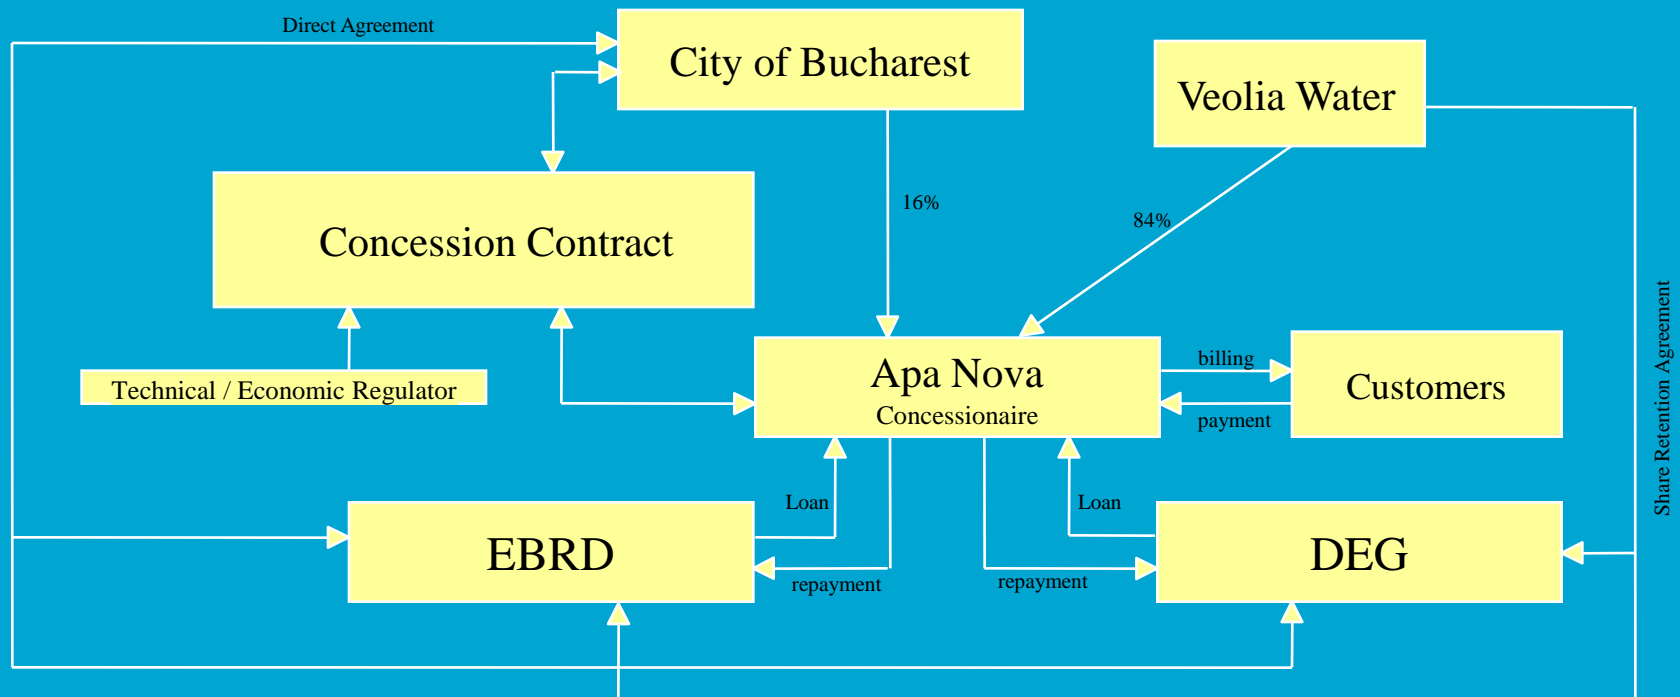 Direct Agreement
City of Bucharest
Veolia Water
16%
84%
Concession Contract
Share Retention Agreement
Technical / Economic Regulator
Apa Nova
Concessionaire
billing
payment
Customers
Loan
Loan
EBRD
DEG
repayment
repayment